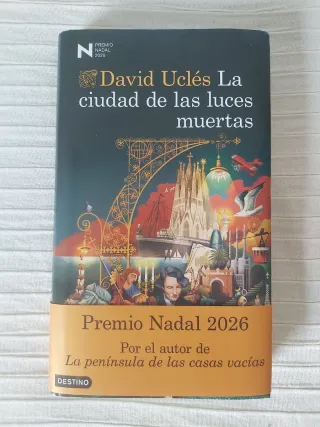 N
PREMIO
NADAL
2026
David Uclés La
ciudad de las luces
muertas
Premio Nadal 2026
Por el autor de
La península de las casas vacías
DESTINO